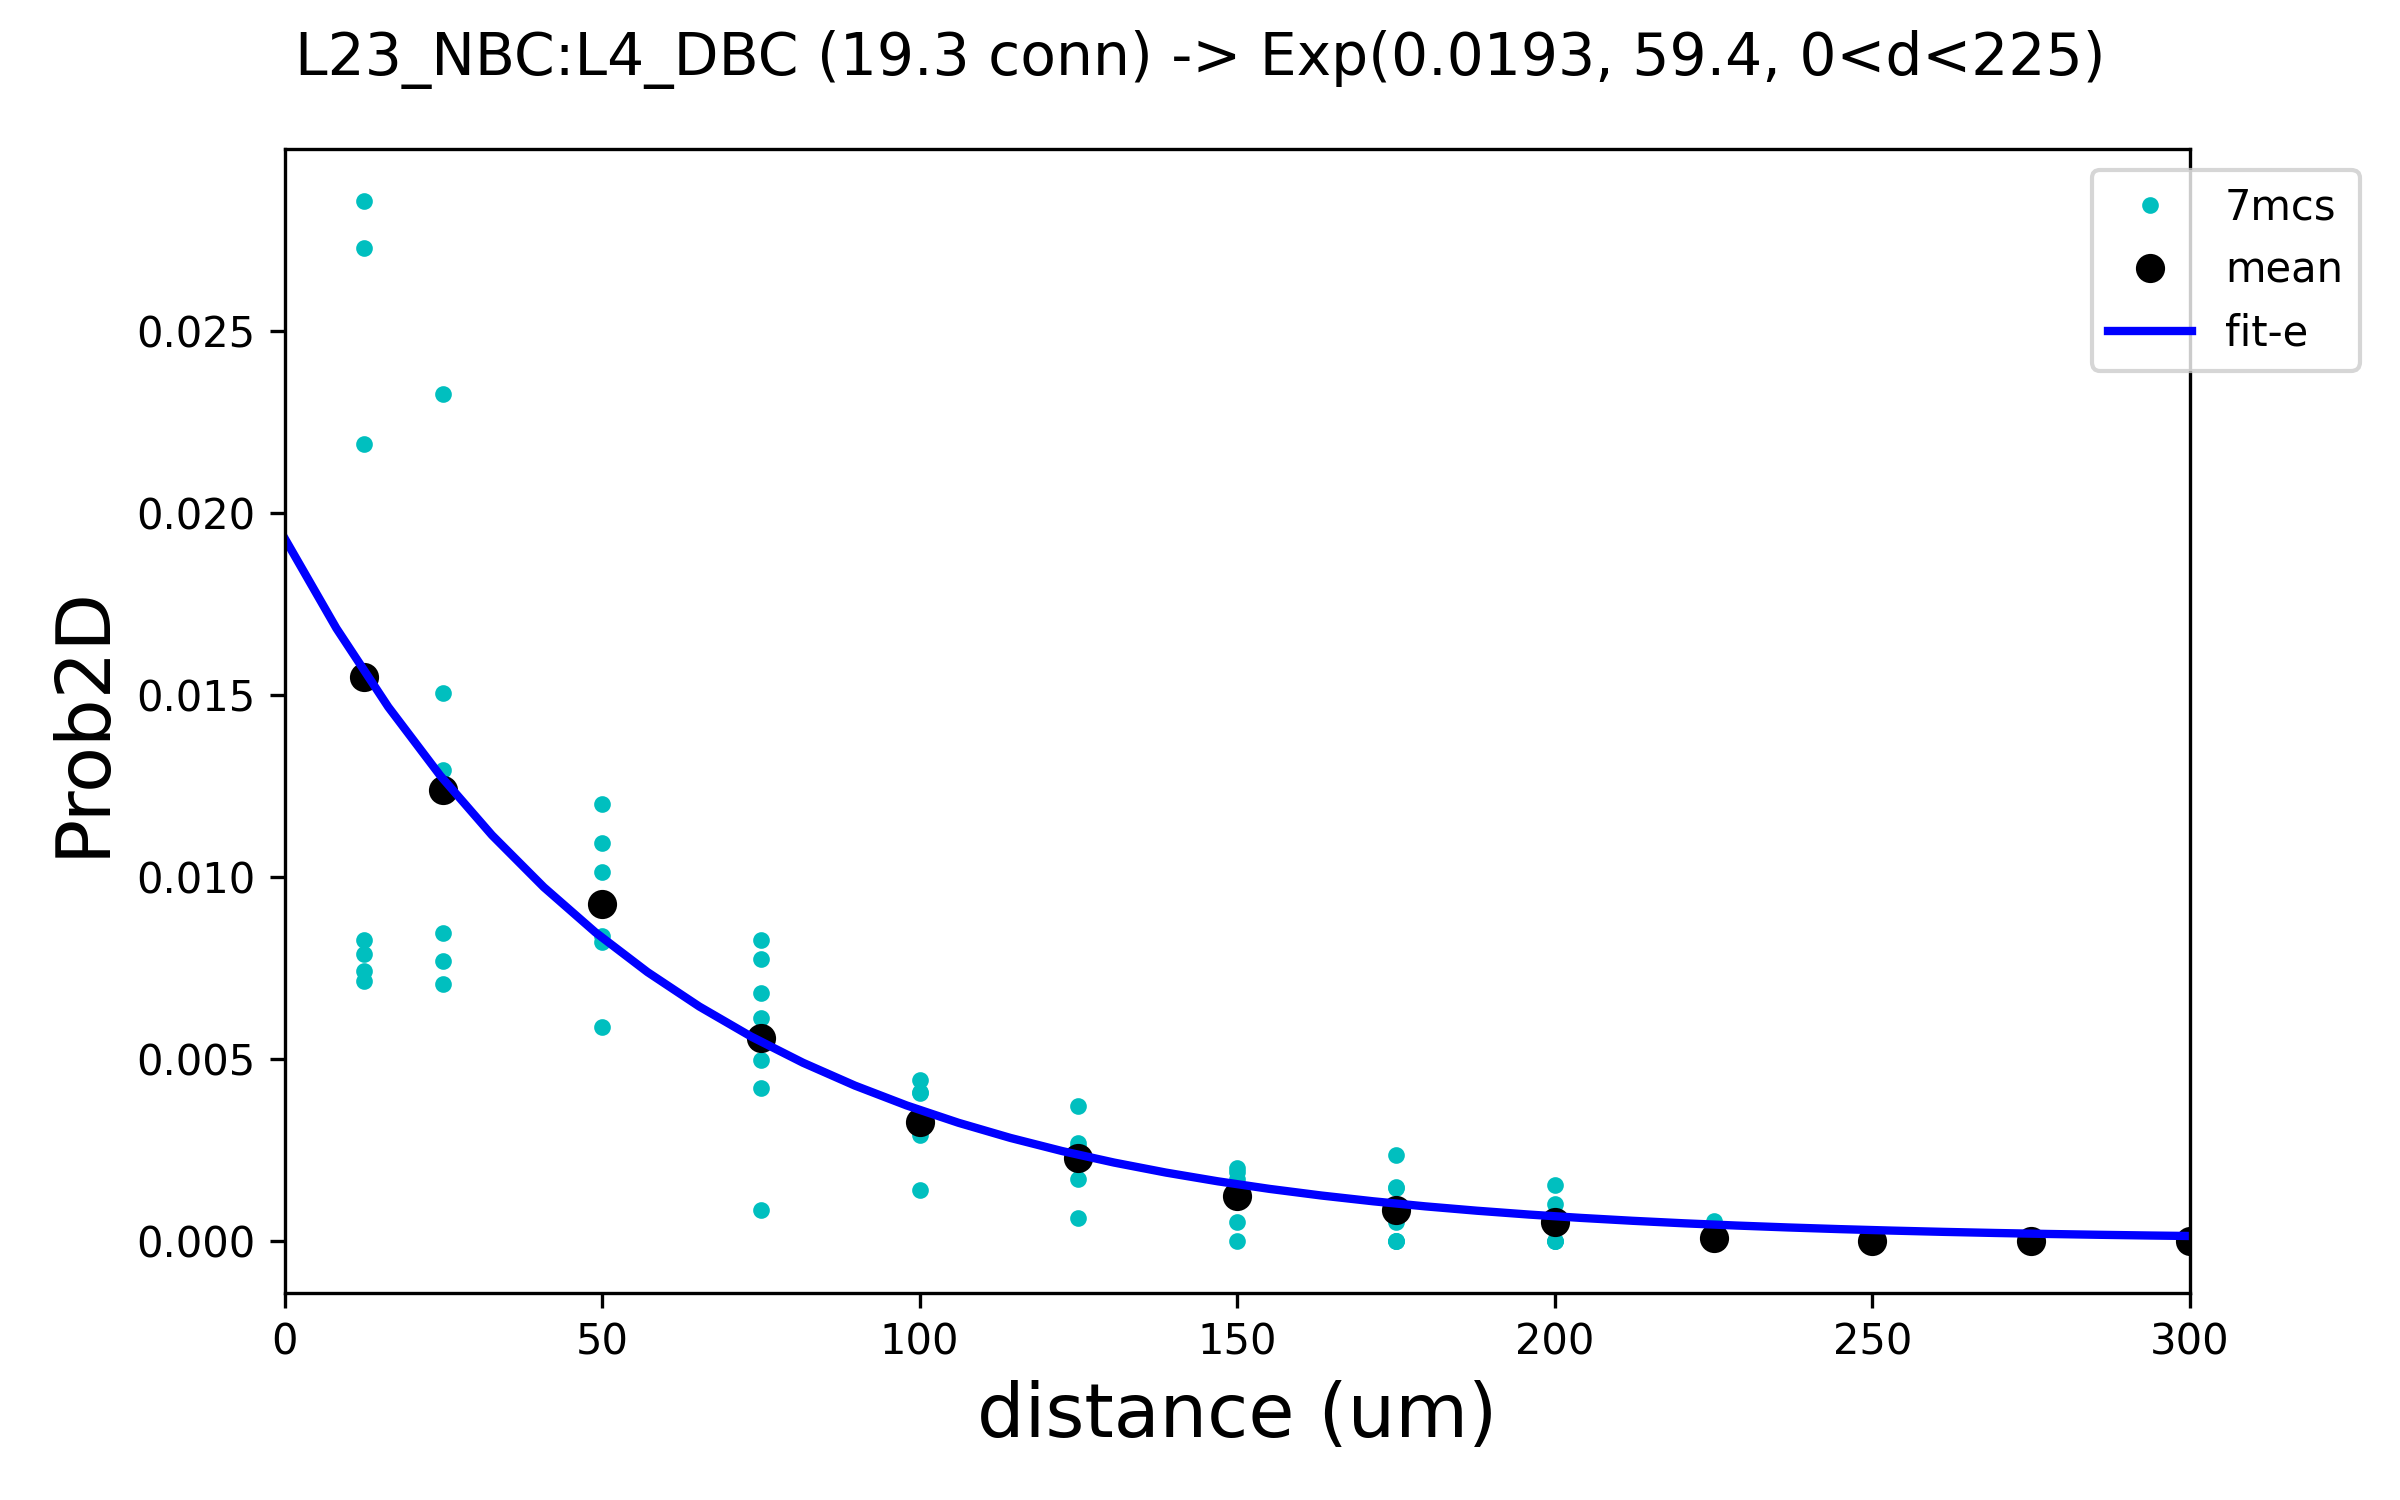 L23_NBC:L4_DBC (19.3 conn) -> Exp(0.0193, 59.4, 0<d<225)
7mcs
mean
fit-e
0.025
0.020
0.015
0.010
0.005
0.000
Prob2D
0 50 100 150 200 250 300
distance (um)